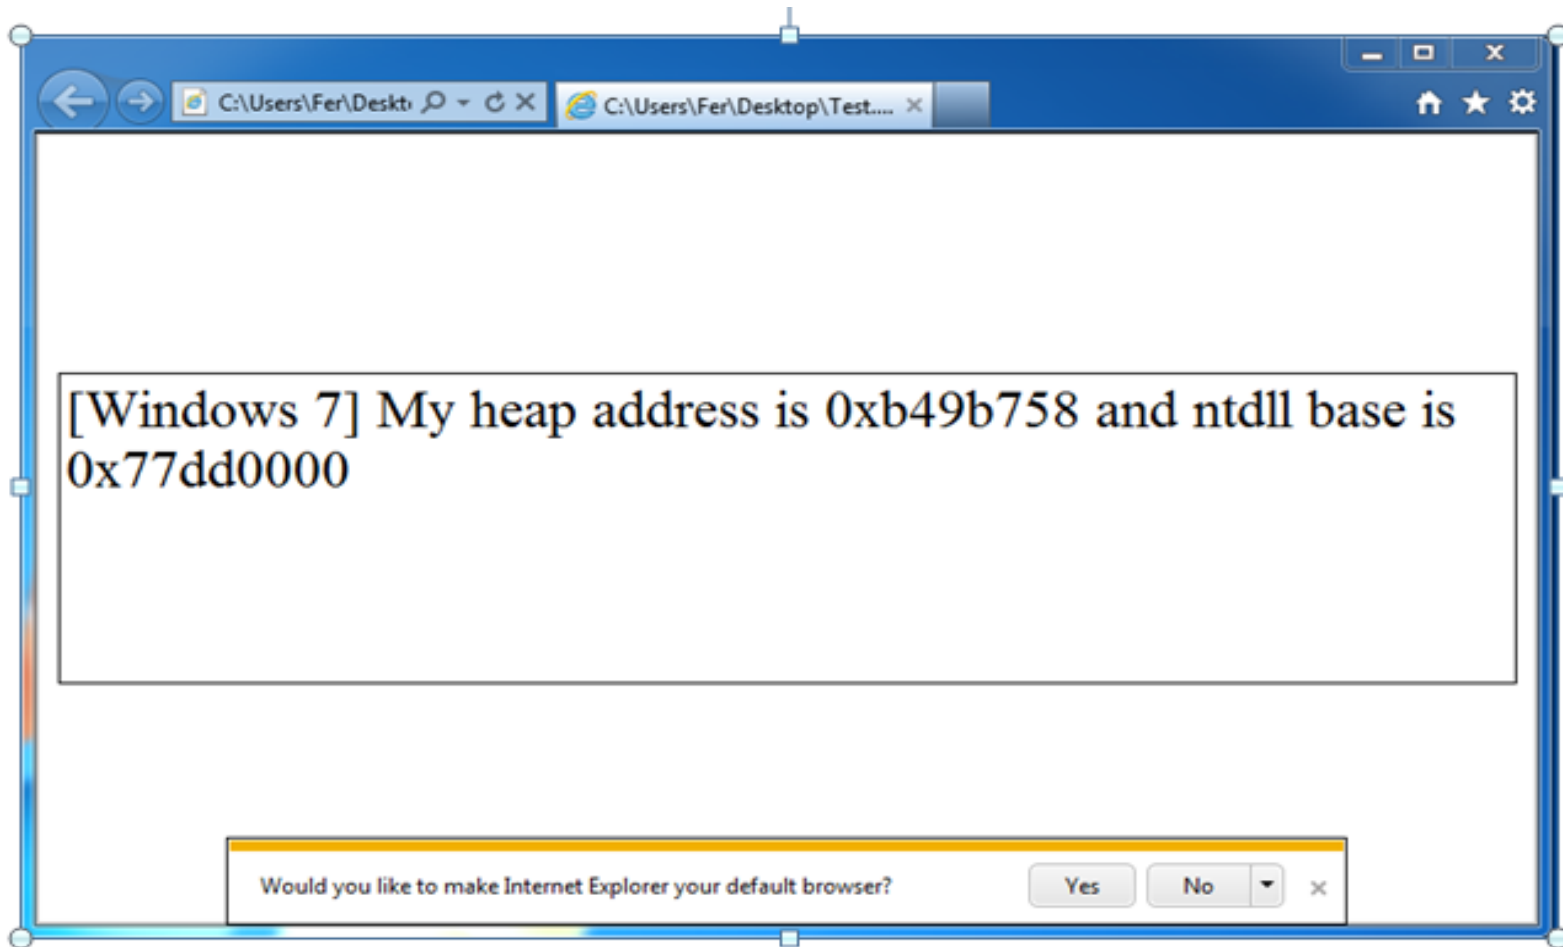 C:\Users\Fer\Deskt
C:\Users\Fer\Desktop\Test....
[Windows 7] My heap address is 0xb49b758 and ntdll base is
0x77dd0000
Would you like to make Internet Explorer your default browser?
Yes
No